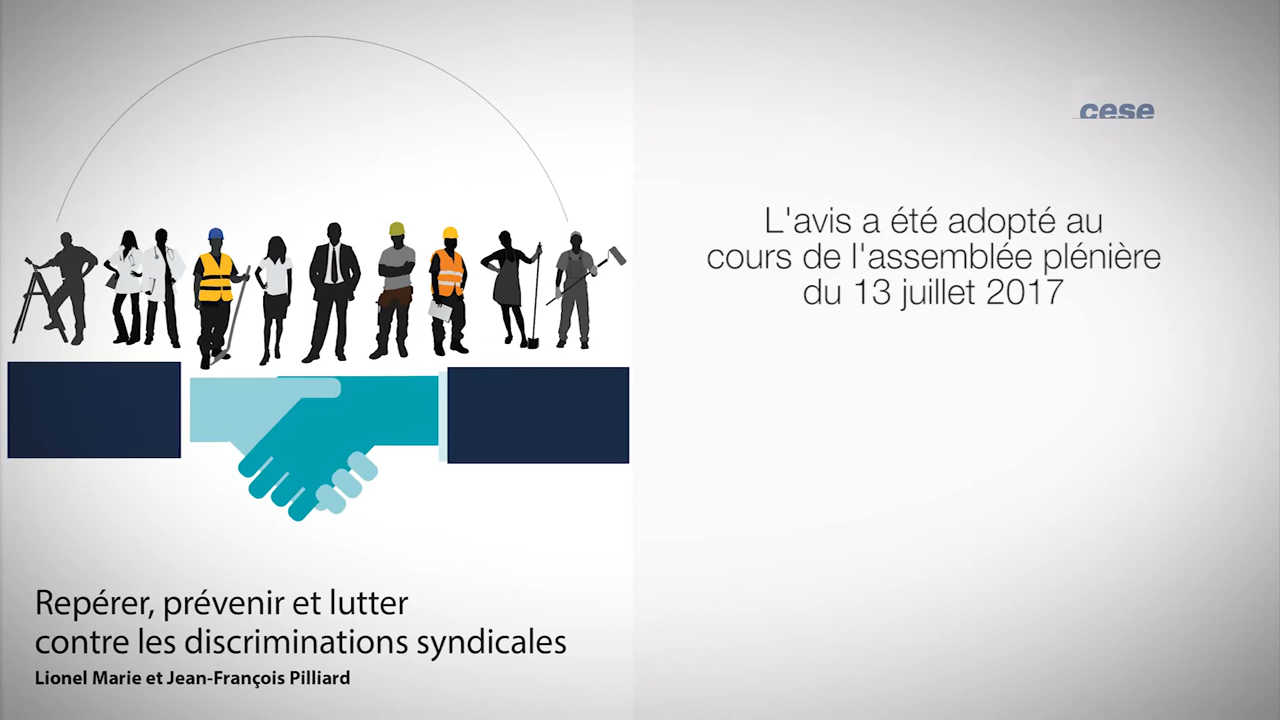 cese
L'avis a été adopté au
cours de l'assemblée plénière
du 13 juillet 2017
Repérer, prévenir et lutter
contre les discriminations syndicales
Lionel Marie et Jean-François Pilliard